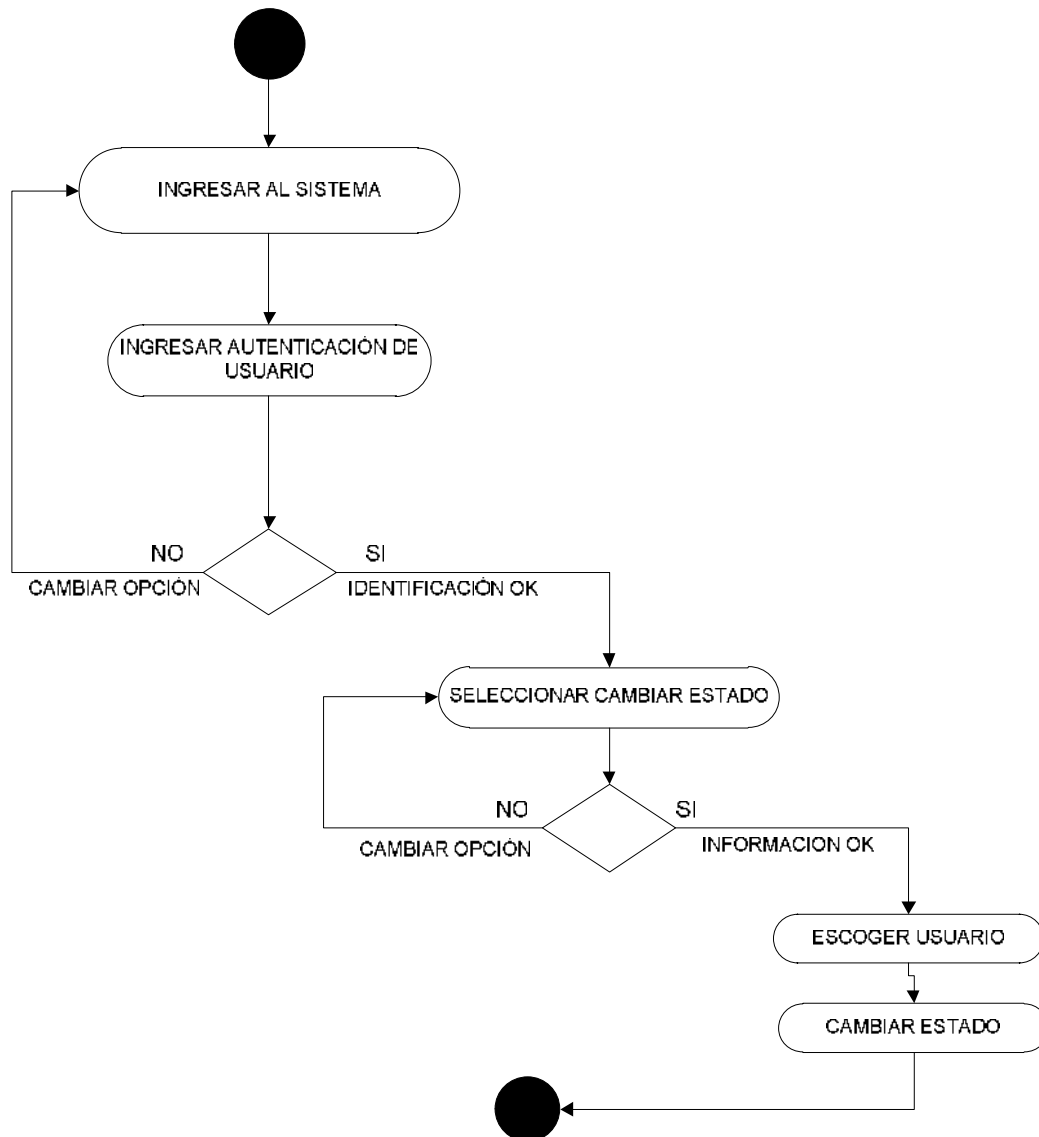 INGRESAR AL SISTEMA
INGRESAR AUTENTICACIÓN DE
USUARIO
NO
SI
CAMBIAR OPCIÓN
IDENTIFICACIÓN OK
SELECCIONAR CAMBIAR ESTADO
NO
SI
CAMBIAR OPCIÓN
INFORMACION OK
ESCOGER USUARIO
CAMBIAR ESTADO